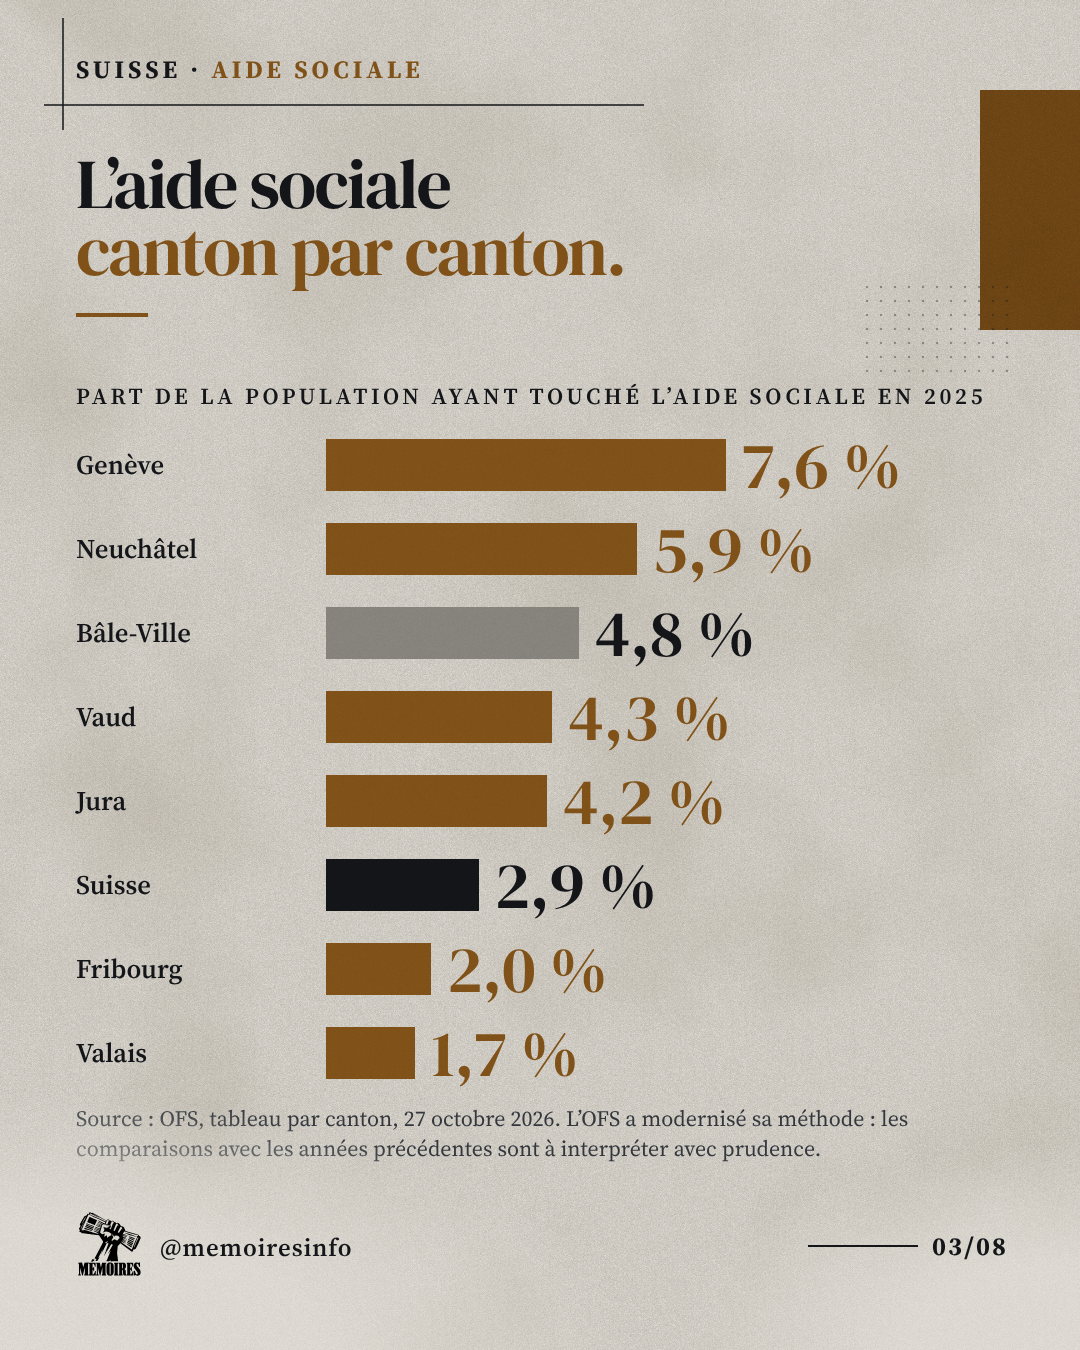 SUISSE · AIDE SOCIALE
L’aide sociale
canton par canton.
PART DE LA POPULATION AYANT TOUCHÉ L’AIDE SOCIALE EN 2025
Genève 7,6 %
Neuchâtel 5,9 %
Bâle-Ville 4,8 %
Vaud 4,3 %
Jura 4,2 %
Suisse 2,9 %
Fribourg 2,0 %
Valais 1,7 %
Source : OFS, tableau par canton, 27 octobre 2026. L’OFS a modernisé sa méthode : les
comparaisons avec les années précédentes sont à interpréter avec prudence.
MÉMOIRES
@memoiresinfo
03/08